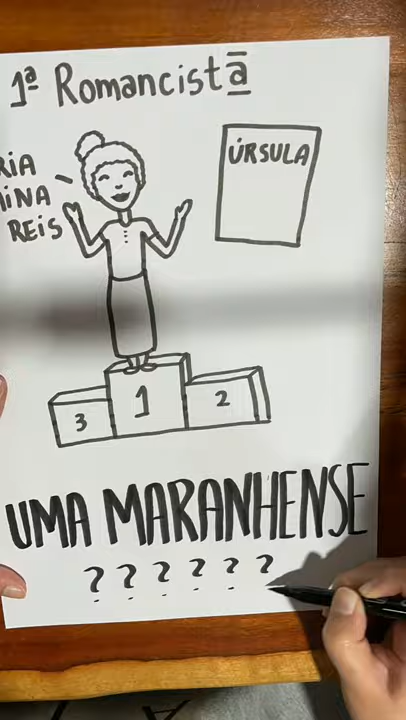 1ª Romancistā
RIA
INA
REIS
ÚRSULA
1
2
3
UMA MARANHENSE
??????